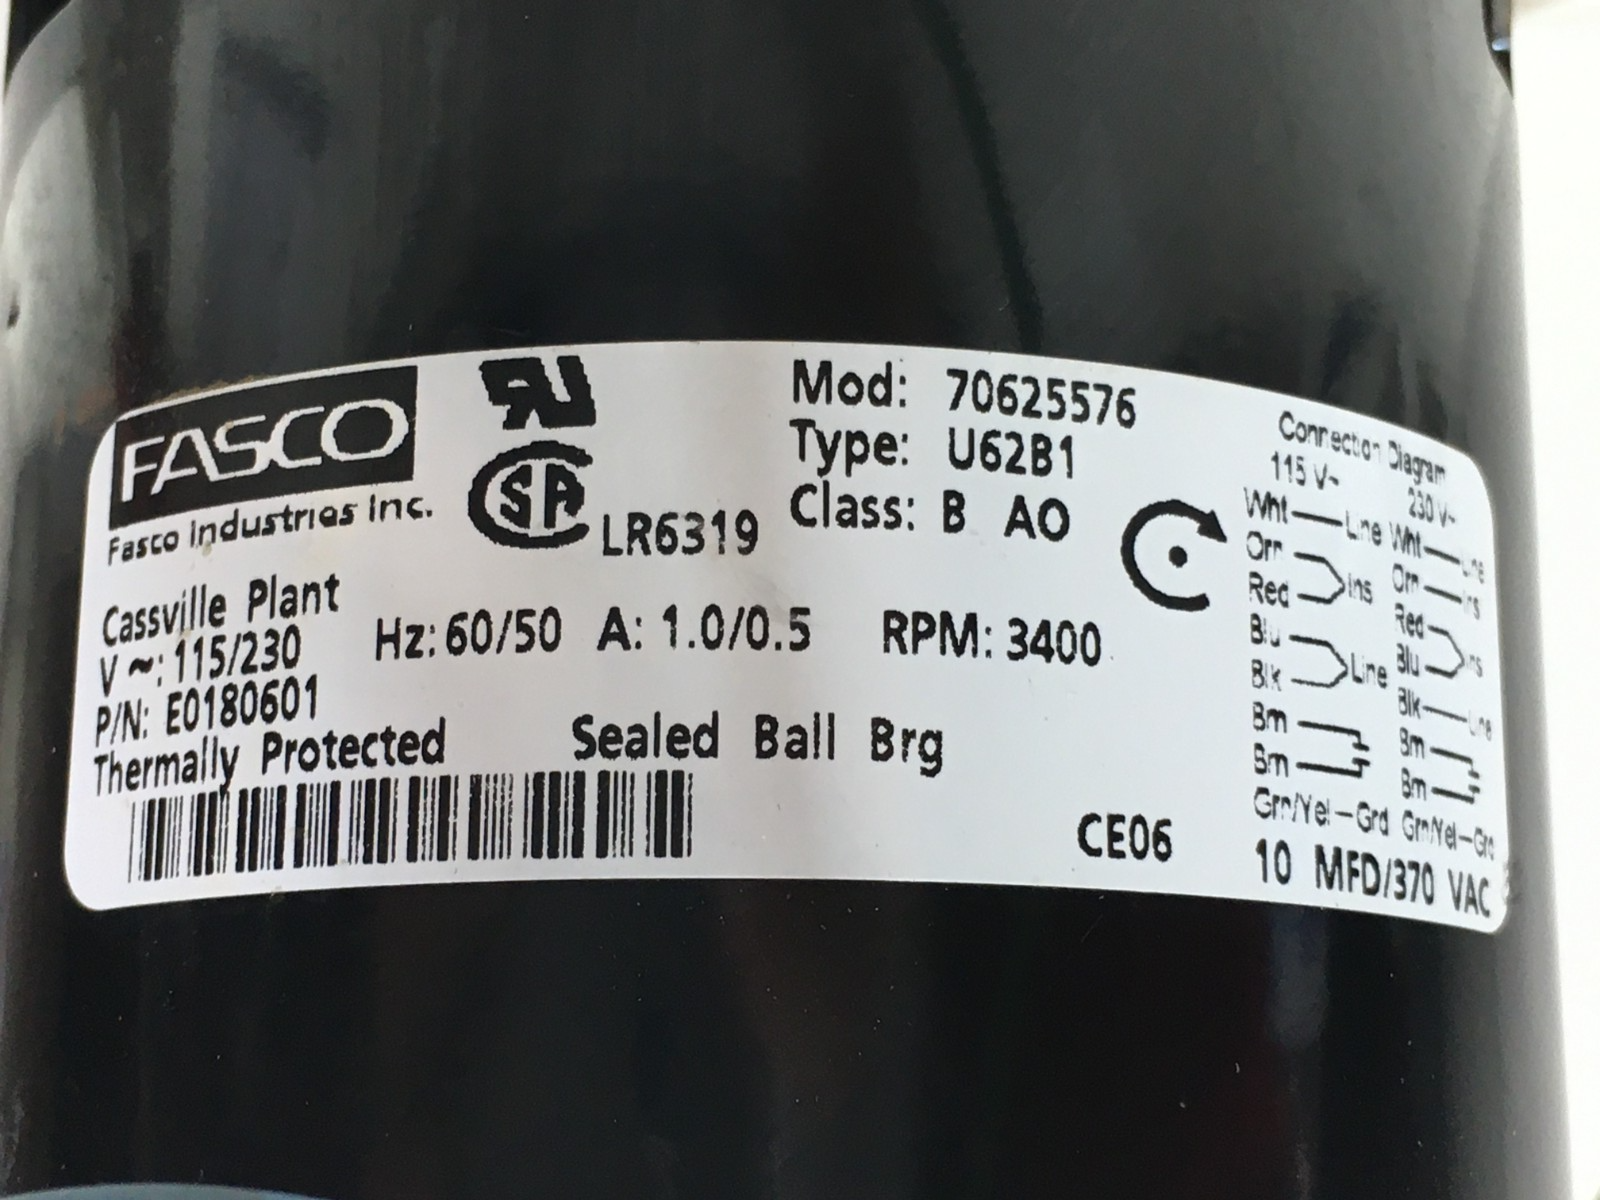 FASCO
Fasco Industries Inc.
LR6319
Mod: 70625576
Type: U62B1
Class: B AO
Cassville Plant
V ~: 115/230 Hz: 60/50 A: 1.0/0.5 RPM: 3400
P/N: E0180601
Thermally Protected Sealed Ball Brg
CE06
Connection Diagram
115 V~
Wht Line
Orn
Red Ins
Blu
Blk Line
Brn
Brn
Grn/Yel-Grd
230 V~
Wht Line
Orn Ins
Red
Blu Ins
Blk Line
Brn
Brn
Grn/Yel-Grd
10 MFD/370 VAC